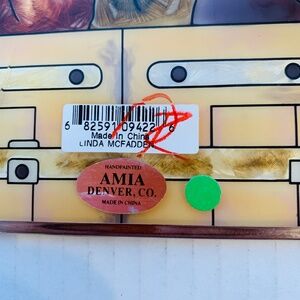 6 82591 09422 6
Made in China
LINDA MCFADDEN
HANDPAINTED
AMIA
DENVER, CO.
MADE IN CHINA